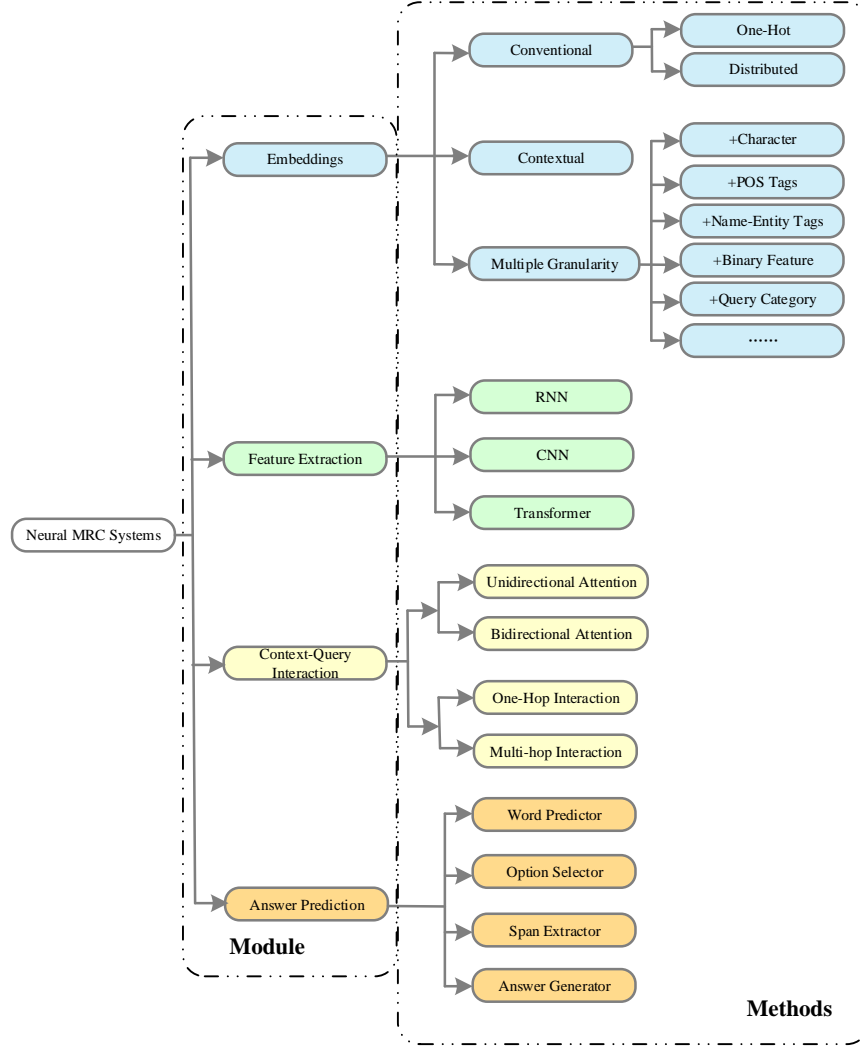 One-Hot
Conventional
Distributed
+Character
Embeddings
Contextual
+POS Tags
+Name-Entity Tags
Multiple Granularity
+Binary Feature
+Query Category
······
RNN
Feature Extraction
CNN
Transformer
Neural MRC Systems
Unidirectional Attention
Bidirectional Attention
Context-Query
Interaction
One-Hop Interaction
Multi-hop Interaction
Word Predictor
Option Selector
Answer Prediction
Span Extractor
Module
Answer Generator
Methods